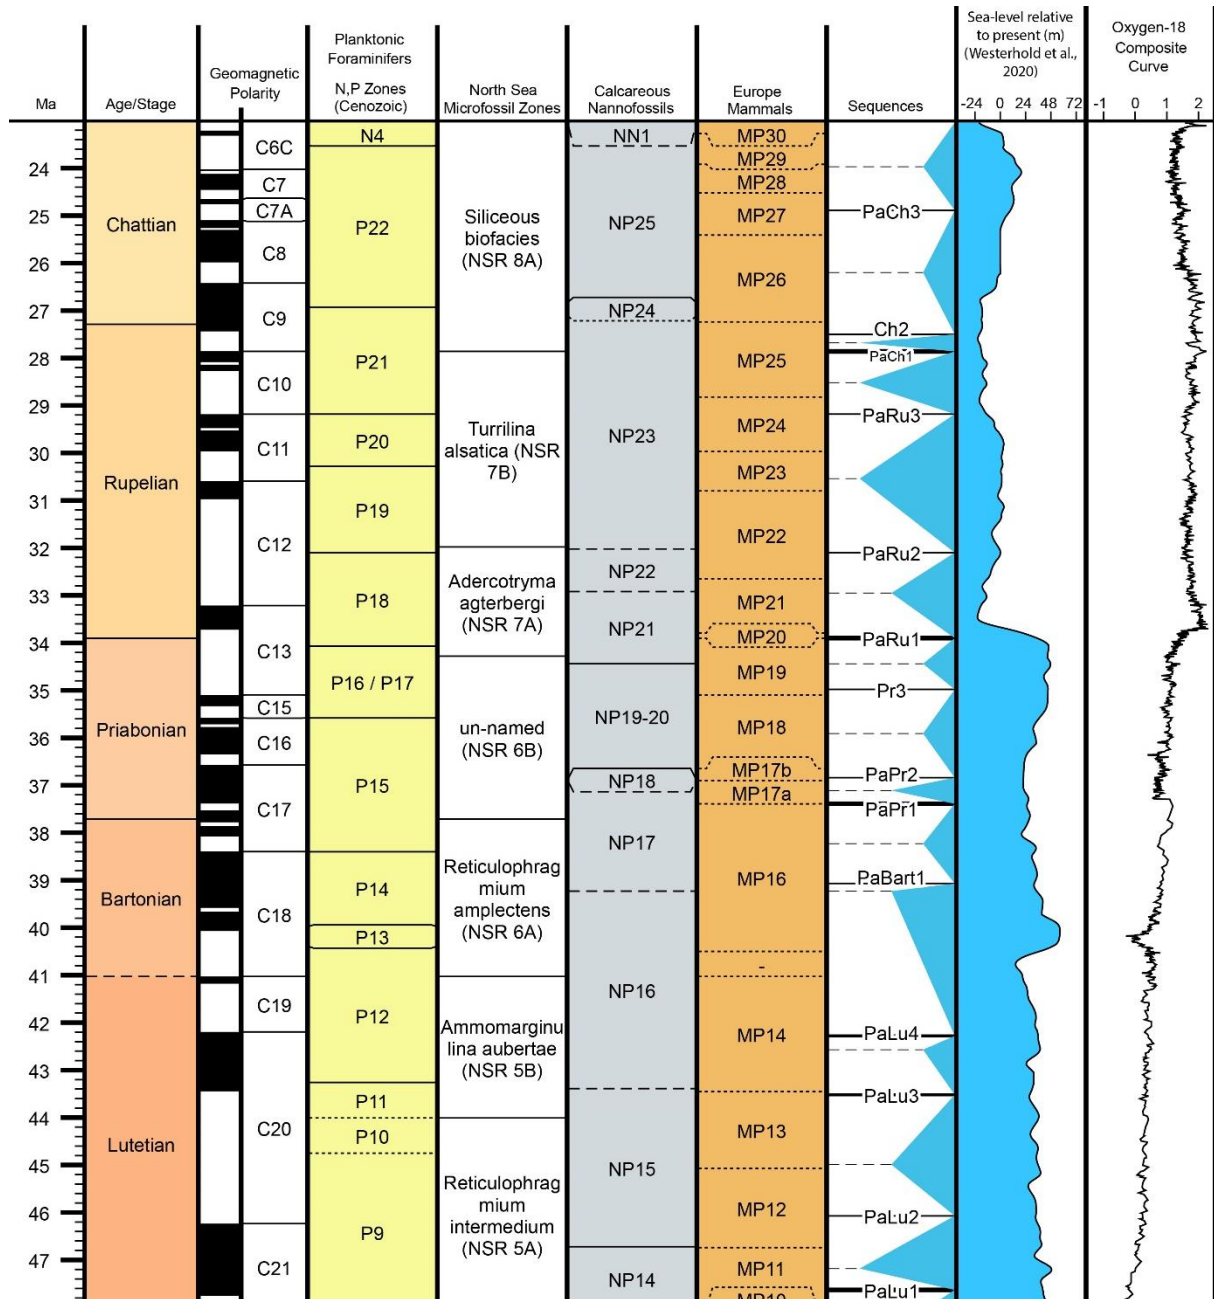 Ma
Age/Stage
Geomagnetic
Polarity
Planktonic
Foraminifers
N,P Zones
(Cenozoic)
North Sea
Microfossil Zones
Calcareous
Nannofossils
Europe
Mammals
Sequences
Sea-level relative
to present (m)
(Westerhold et al.,
2020)
-24 0 24 48 72
Oxygen-18
Composite
Curve
-1 0 1 2
24
25
26
27
28
29
30
31
32
33
34
35
36
37
38
39
40
41
42
43
44
45
46
47
Chattian
Rupelian
Priabonian
Bartonian
Lutetian
C6C
C7
C7A
C8
C9
C10
C11
C12
C13
C15
C16
C17
C18
C19
C20
C21
N4
P22
P21
P20
P19
P18
P16 / P17
P15
P14
P13
P12
P11
P10
P9
Siliceous
biofacies
(NSR 8A)
Turrilina
alsatica (NSR
7B)
Adercotryma
agterbergi
(NSR 7A)
un-named
(NSR 6B)
Reticulophrag
mium
amplectens
(NSR 6A)
Ammomarginu
lina aubertae
(NSR 5B)
Reticulophrag
mium
intermedium
(NSR 5A)
NN1
NP25
NP24
NP23
NP22
NP21
NP19-20
NP18
NP17
NP16
NP15
NP14
MP30
MP29
MP28
MP27
MP26
MP25
MP24
MP23
MP22
MP21
MP20
MP19
MP18
MP17b
MP17a
MP16
-
MP14
MP13
MP12
MP11
MP10
PaCh3
Ch2
PaCh1
PaRu3
PaRu2
PaRu1
Pr3
PaPr2
PaPr1
PaBart1
PaLu4
PaLu3
PaLu2
PaLu1